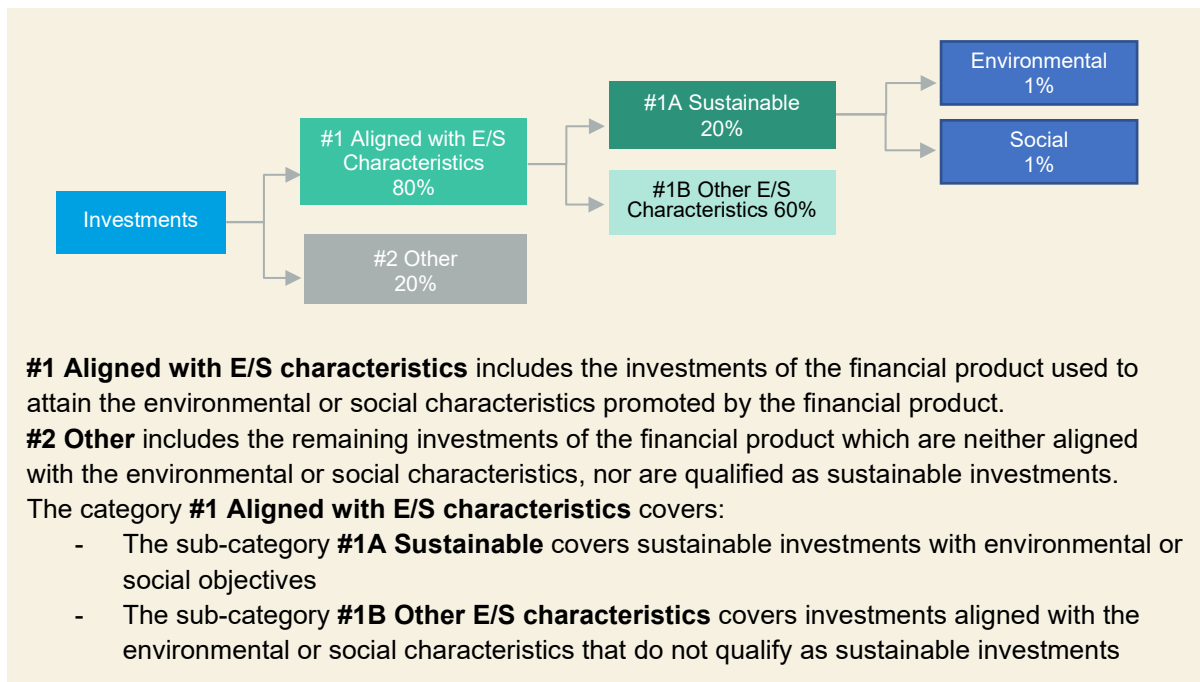 Investments
#1 Aligned with E/S
Characteristics
80%
#2 Other
20%
#1A Sustainable
20%
#1B Other E/S
Characteristics 60%
Environmental
1%
Social
1%
#1 Aligned with E/S characteristics includes the investments of the financial product used to
attain the environmental or social characteristics promoted by the financial product.
#2 Other includes the remaining investments of the financial product which are neither aligned
with the environmental or social characteristics, nor are qualified as sustainable investments.
The category #1 Aligned with E/S characteristics covers:
- The sub-category #1A Sustainable covers sustainable investments with environmental or
social objectives
- The sub-category #1B Other E/S characteristics covers investments aligned with the
environmental or social characteristics that do not qualify as sustainable investments